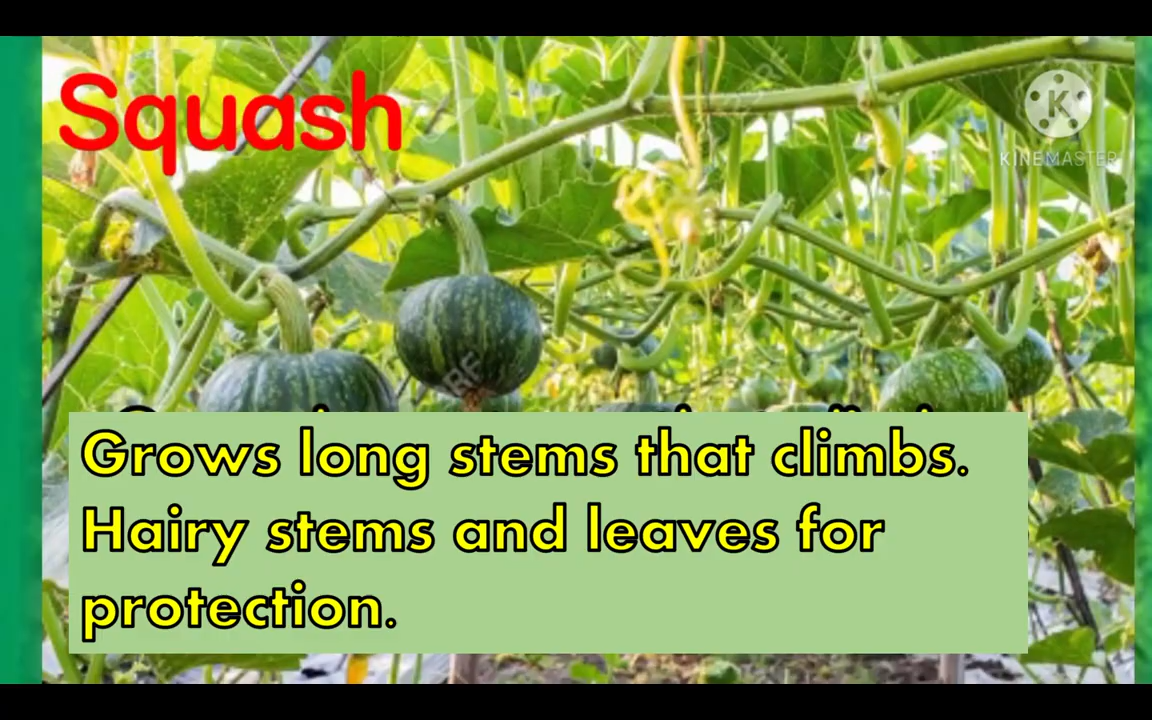 Squash
KINEMASTER
Grows long stems that climbs.
Hairy stems and leaves for
protection.